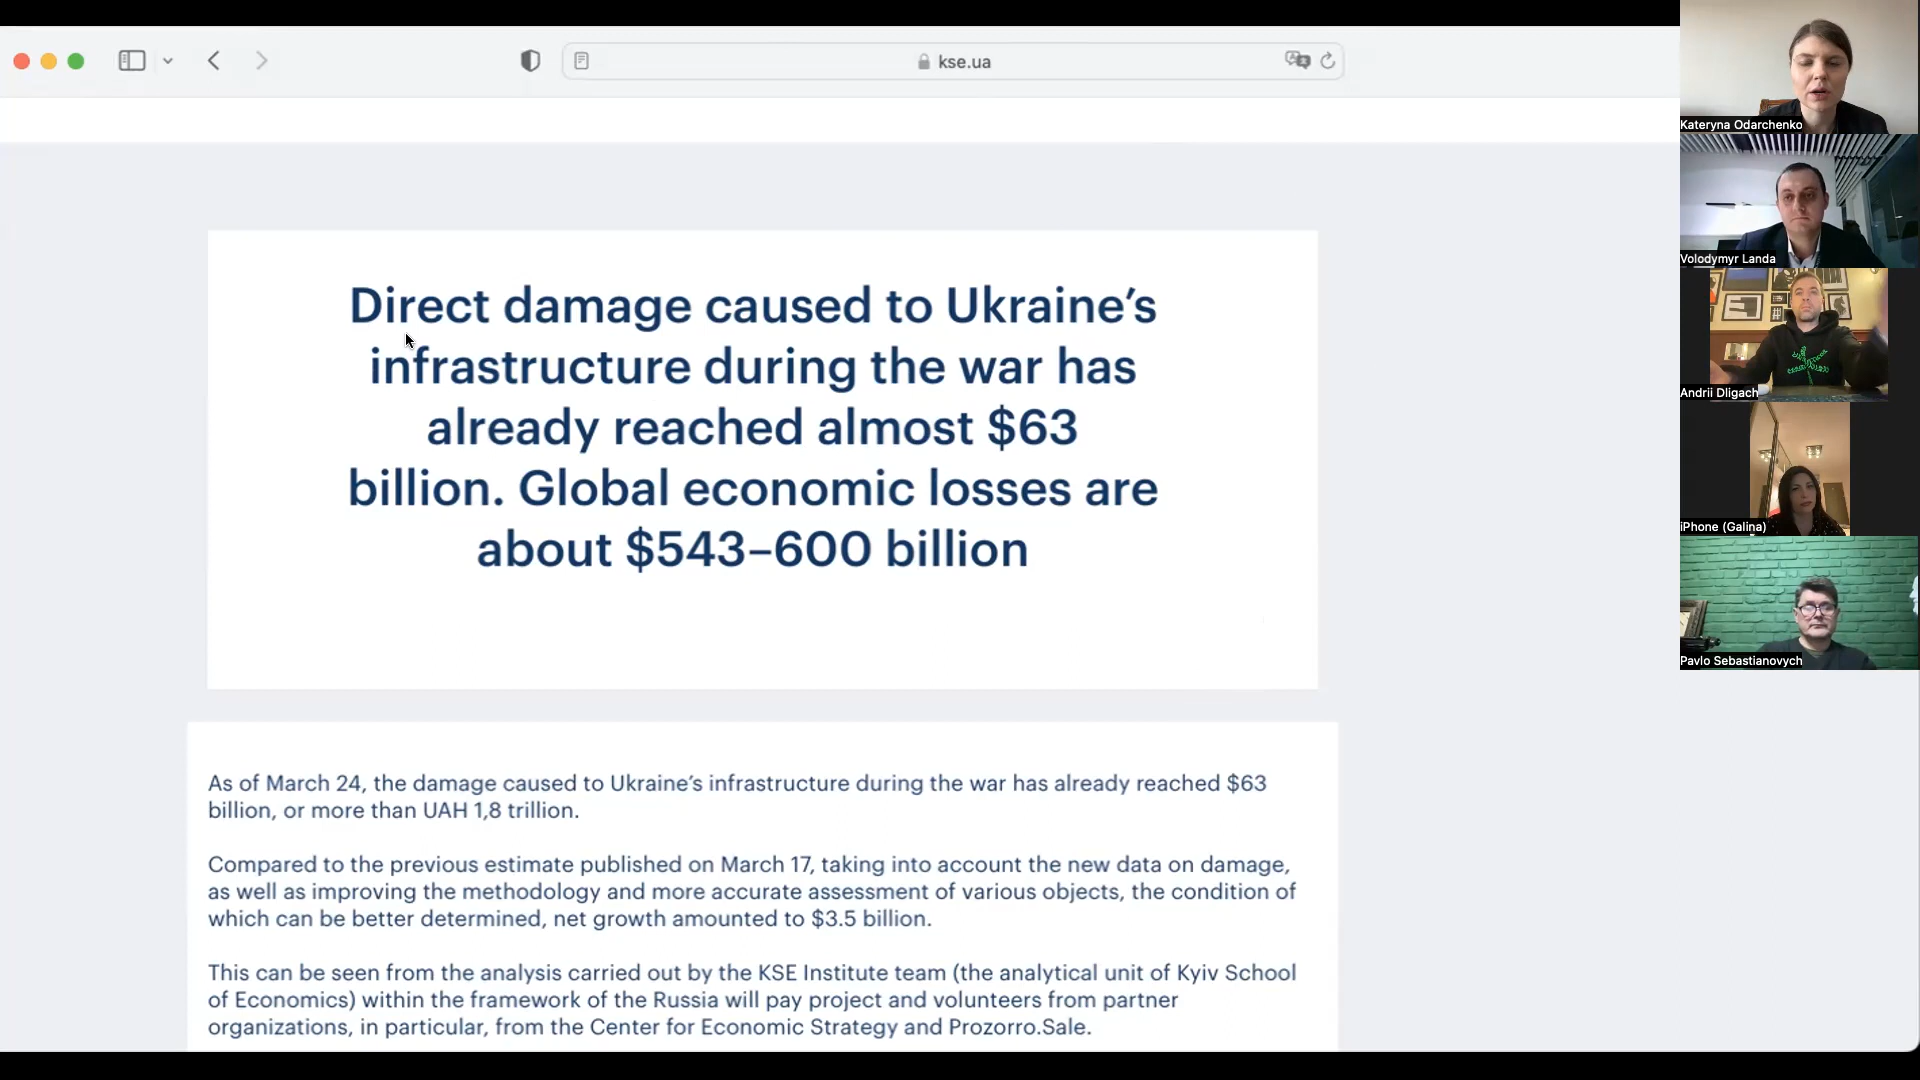 kse.ua
Direct damage caused to Ukraine’s
infrastructure during the war has
already reached almost $63
billion. Global economic losses are
about $543–600 billion
As of March 24, the damage caused to Ukraine’s infrastructure during the war has already reached $63
billion, or more than UAH 1,8 trillion.
Compared to the previous estimate published on March 17, taking into account the new data on damage,
as well as improving the methodology and more accurate assessment of various objects, the condition of
which can be better determined, net growth amounted to $3.5 billion.
This can be seen from the analysis carried out by the KSE Institute team (the analytical unit of Kyiv School
of Economics) within the framework of the Russia will pay project and volunteers from partner
organizations, in particular, from the Center for Economic Strategy and Prozorro.Sale.
Kateryna Odarchenko
Volodymyr Landa
Andrii Dligach
iPhone (Galina)
Pavlo Sebastianovych